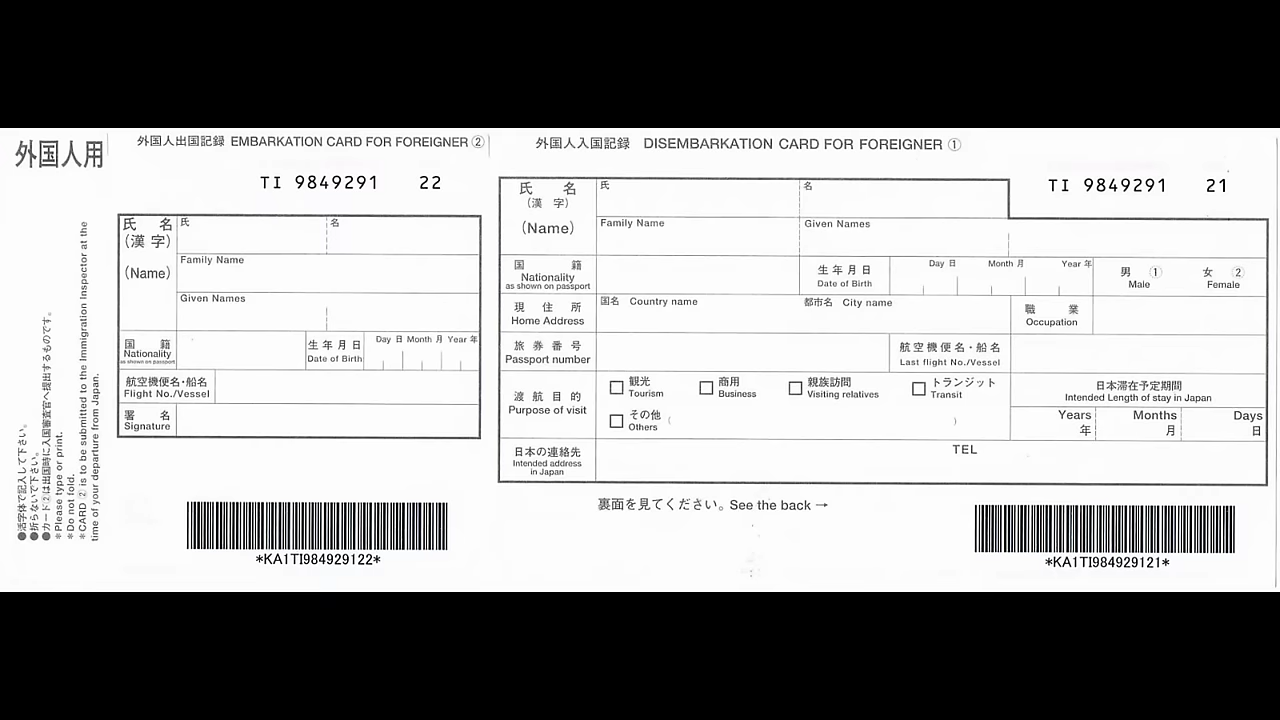 外国人用
●活字体で記入して下さい。
●折らないで下さい。
●カード②は出国時に入国審査官へ提出するものです。
*Please type or print.
*Do not fold.
*CARD ② is to be submitted to the Immigration Inspector at the
time of your departure from Japan.
外国人出国記録 EMBARKATION CARD FOR FOREIGNER ②
TI 9849291 22
氏 名
(漢 字)
(Name)
氏 名
Family Name
Given Names
国 籍
Nationality
as shown on passport
生 年 月 日
Date of Birth
Day 日 Month 月 Year 年
航空機便名・船名
Flight No./Vessel
署 名
Signature
*KA1TI984929122*
外国人入国記録 DISEMBARKATION CARD FOR FOREIGNER ①
TI 9849291 21
氏 名
(漢 字)
(Name)
氏 名
Family Name Given Names
国 籍
Nationality
as shown on passport
生 年 月 日
Date of Birth
Day 日 Month 月 Year 年
男 ① 女 ②
Male Female
現 住 所
Home Address
国名 Country name 都市名 City name
職 業
Occupation
旅 券 番 号
Passport number
航空機便名・船名
Last flight No./Vessel
渡 航 目 的
Purpose of visit
観光
Tourism
商用
Business
親族訪問
Visiting relatives
トランジット
Transit
その他 ( )
Others
日本滞在予定期間
Intended Length of stay in Japan
Years Months Days
年 月 日
日本の連絡先
Intended address
in Japan
TEL
裏面を見てください。See the back →
*KA1TI984929121*